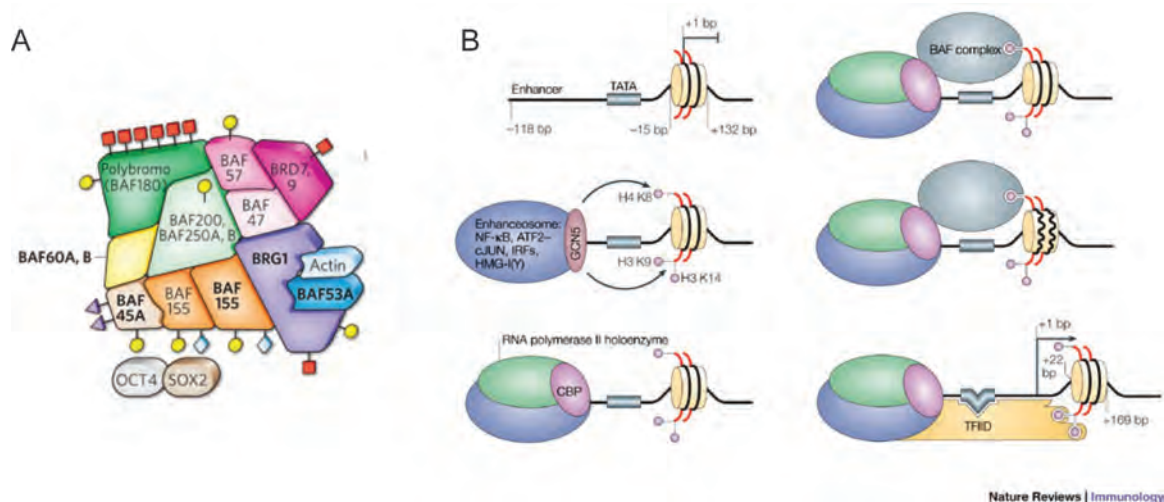 A
Polybromo
(BAF180)
BAF
57
BRD7,
9
BAF200,
BAF250A, B
BAF
47
BAF60A, B
BRG1
Actin
BAF53A
BAF
45A
BAF
155
BAF
155
OCT4
SOX2
B
+1 bp
Enhancer
TATA
–118 bp
–15 bp
+132 bp
Enhanceosome:
NF-κB, ATF2–
cJUN, IRFs,
HMG-I(Y)
GCN5
H4 K8
H3 K9
H3 K14
RNA polymerase II holoenzyme
CBP
BAF complex
+1 bp
+22
bp
TFIID
+169 bp
Nature Reviews | Immunology